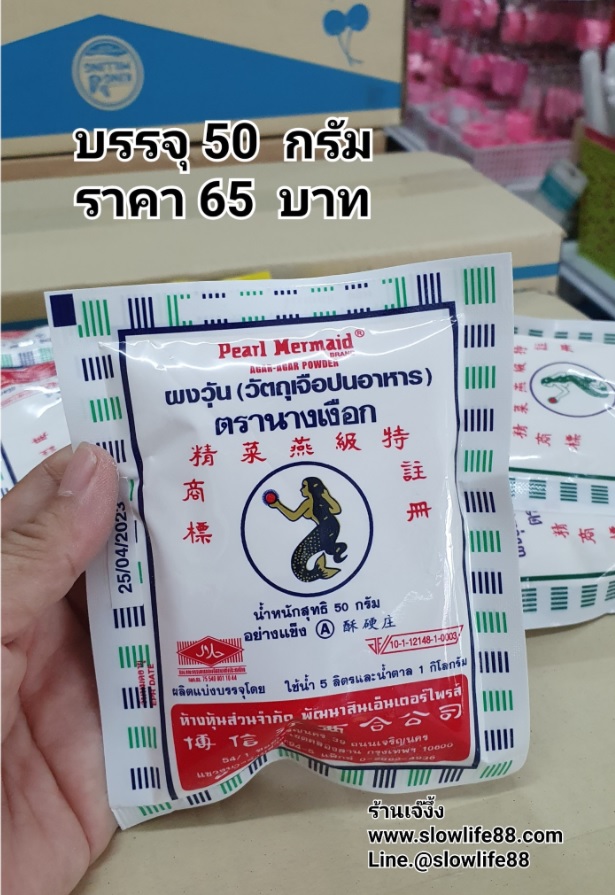 บรรจุ 50 กรัม
ราคา 65 บาท
Pearl Mermaid®
BRAND
AGAR-AGAR POWDER
ผงวุ้น (วัตถุเจือปนอาหาร)
ตรานางเงือก
精菜燕級特
商標
註冊
25/04/2023
EXP. DATE
น้ำหนักสุทธิ 50 กรัม
อย่างแข็ง A 酥硬庄
10-1-12148-1-0003
ผลิตแบ่งบรรจุโดย ใช้น้ำ 5 ลิตรและน้ำตาล 1 กิโลกรัม
ห้างหุ้นส่วนจำกัด พัฒนาสินเอ็นเตอร์ไพรส์
ร้านเจ๊งั้ง
www.slowlife88.com
Line.@slowlife88